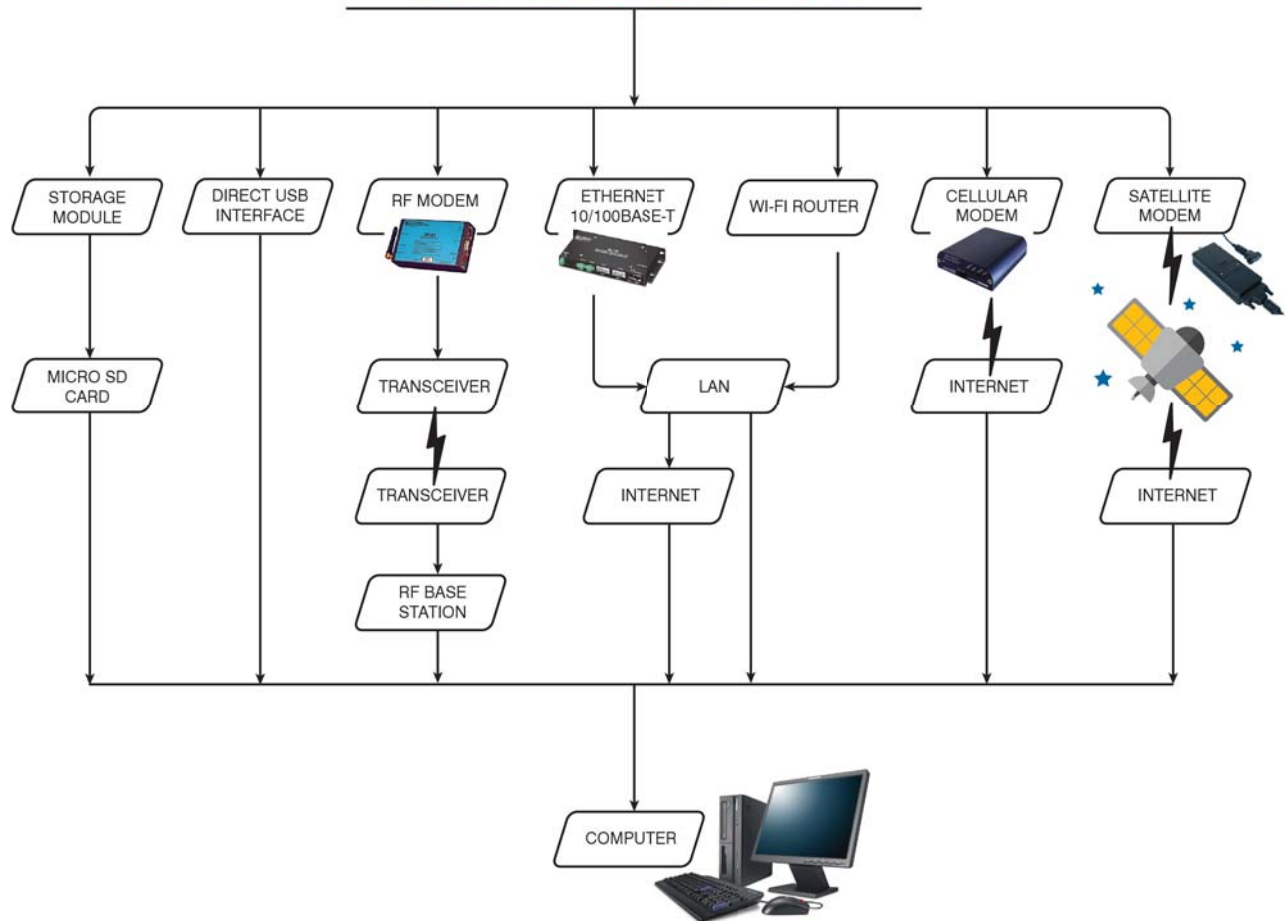 STORAGE
MODULE
DIRECT USB
INTERFACE
RF MODEM
ETHERNET
10/100BASE-T
WI-FI ROUTER
CELLULAR
MODEM
SATELLITE
MODEM
MICRO SD
CARD
TRANSCEIVER
LAN
INTERNET
TRANSCEIVER
INTERNET
INTERNET
RF BASE
STATION
COMPUTER